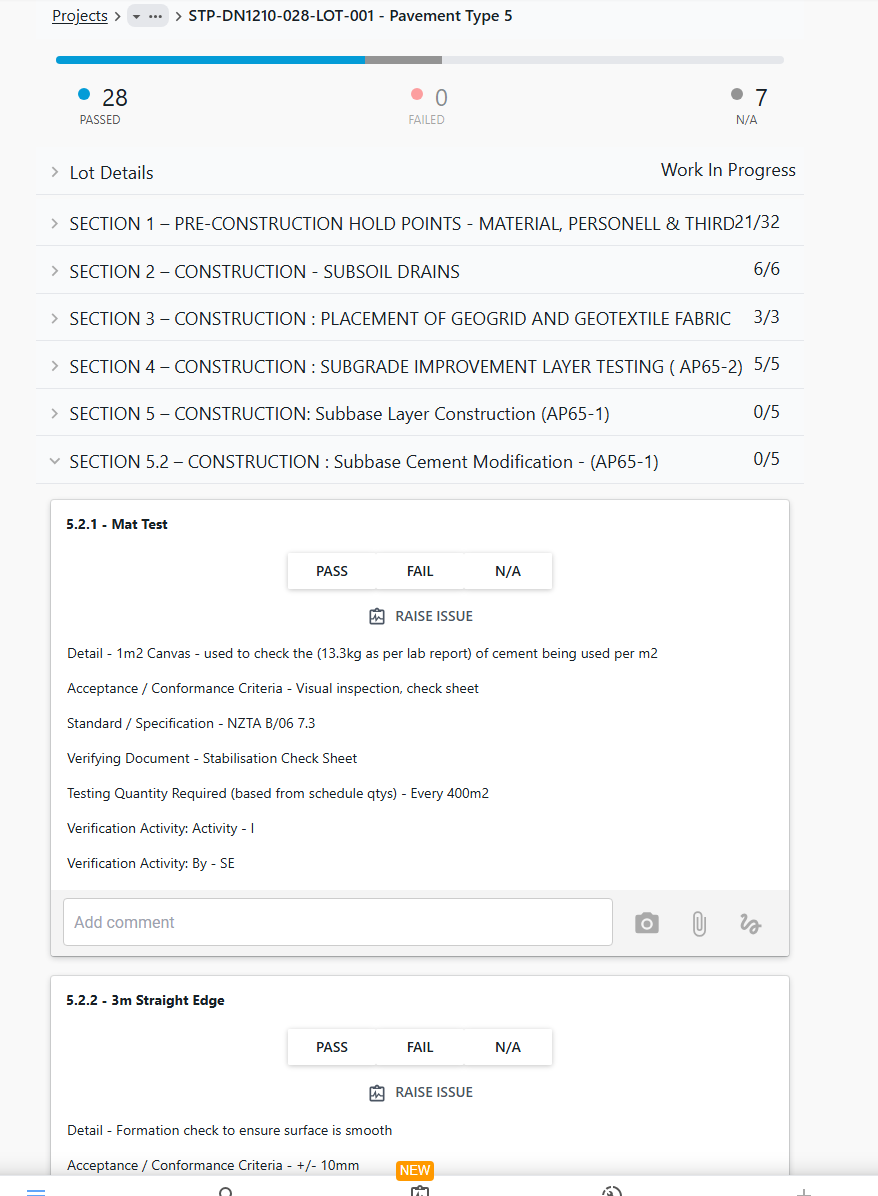 Projects > ... > STP-DN1210-028-LOT-001 - Pavement Type 5
28
PASSED
0
FAILED
7
N/A
Lot Details Work In Progress
SECTION 1 – PRE-CONSTRUCTION HOLD POINTS - MATERIAL, PERSONELL & THIRD 21/32
SECTION 2 – CONSTRUCTION - SUBSOIL DRAINS 6/6
SECTION 3 – CONSTRUCTION : PLACEMENT OF GEOGRID AND GEOTEXTILE FABRIC 3/3
SECTION 4 – CONSTRUCTION : SUBGRADE IMPROVEMENT LAYER TESTING ( AP65-2) 5/5
SECTION 5 – CONSTRUCTION: Subbase Layer Construction (AP65-1) 0/5
SECTION 5.2 – CONSTRUCTION : Subbase Cement Modification - (AP65-1) 0/5
5.2.1 - Mat Test
PASS FAIL N/A
RAISE ISSUE
Detail - 1m2 Canvas - used to check the (13.3kg as per lab report) of cement being used per m2
Acceptance / Conformance Criteria - Visual inspection, check sheet
Standard / Specification - NZTA B/06 7.3
Verifying Document - Stabilisation Check Sheet
Testing Quantity Required (based from schedule qtys) - Every 400m2
Verification Activity: Activity - I
Verification Activity: By - SE
Add comment
5.2.2 - 3m Straight Edge
PASS FAIL N/A
RAISE ISSUE
Detail - Formation check to ensure surface is smooth
Acceptance / Conformance Criteria - +/- 10mm
NEW